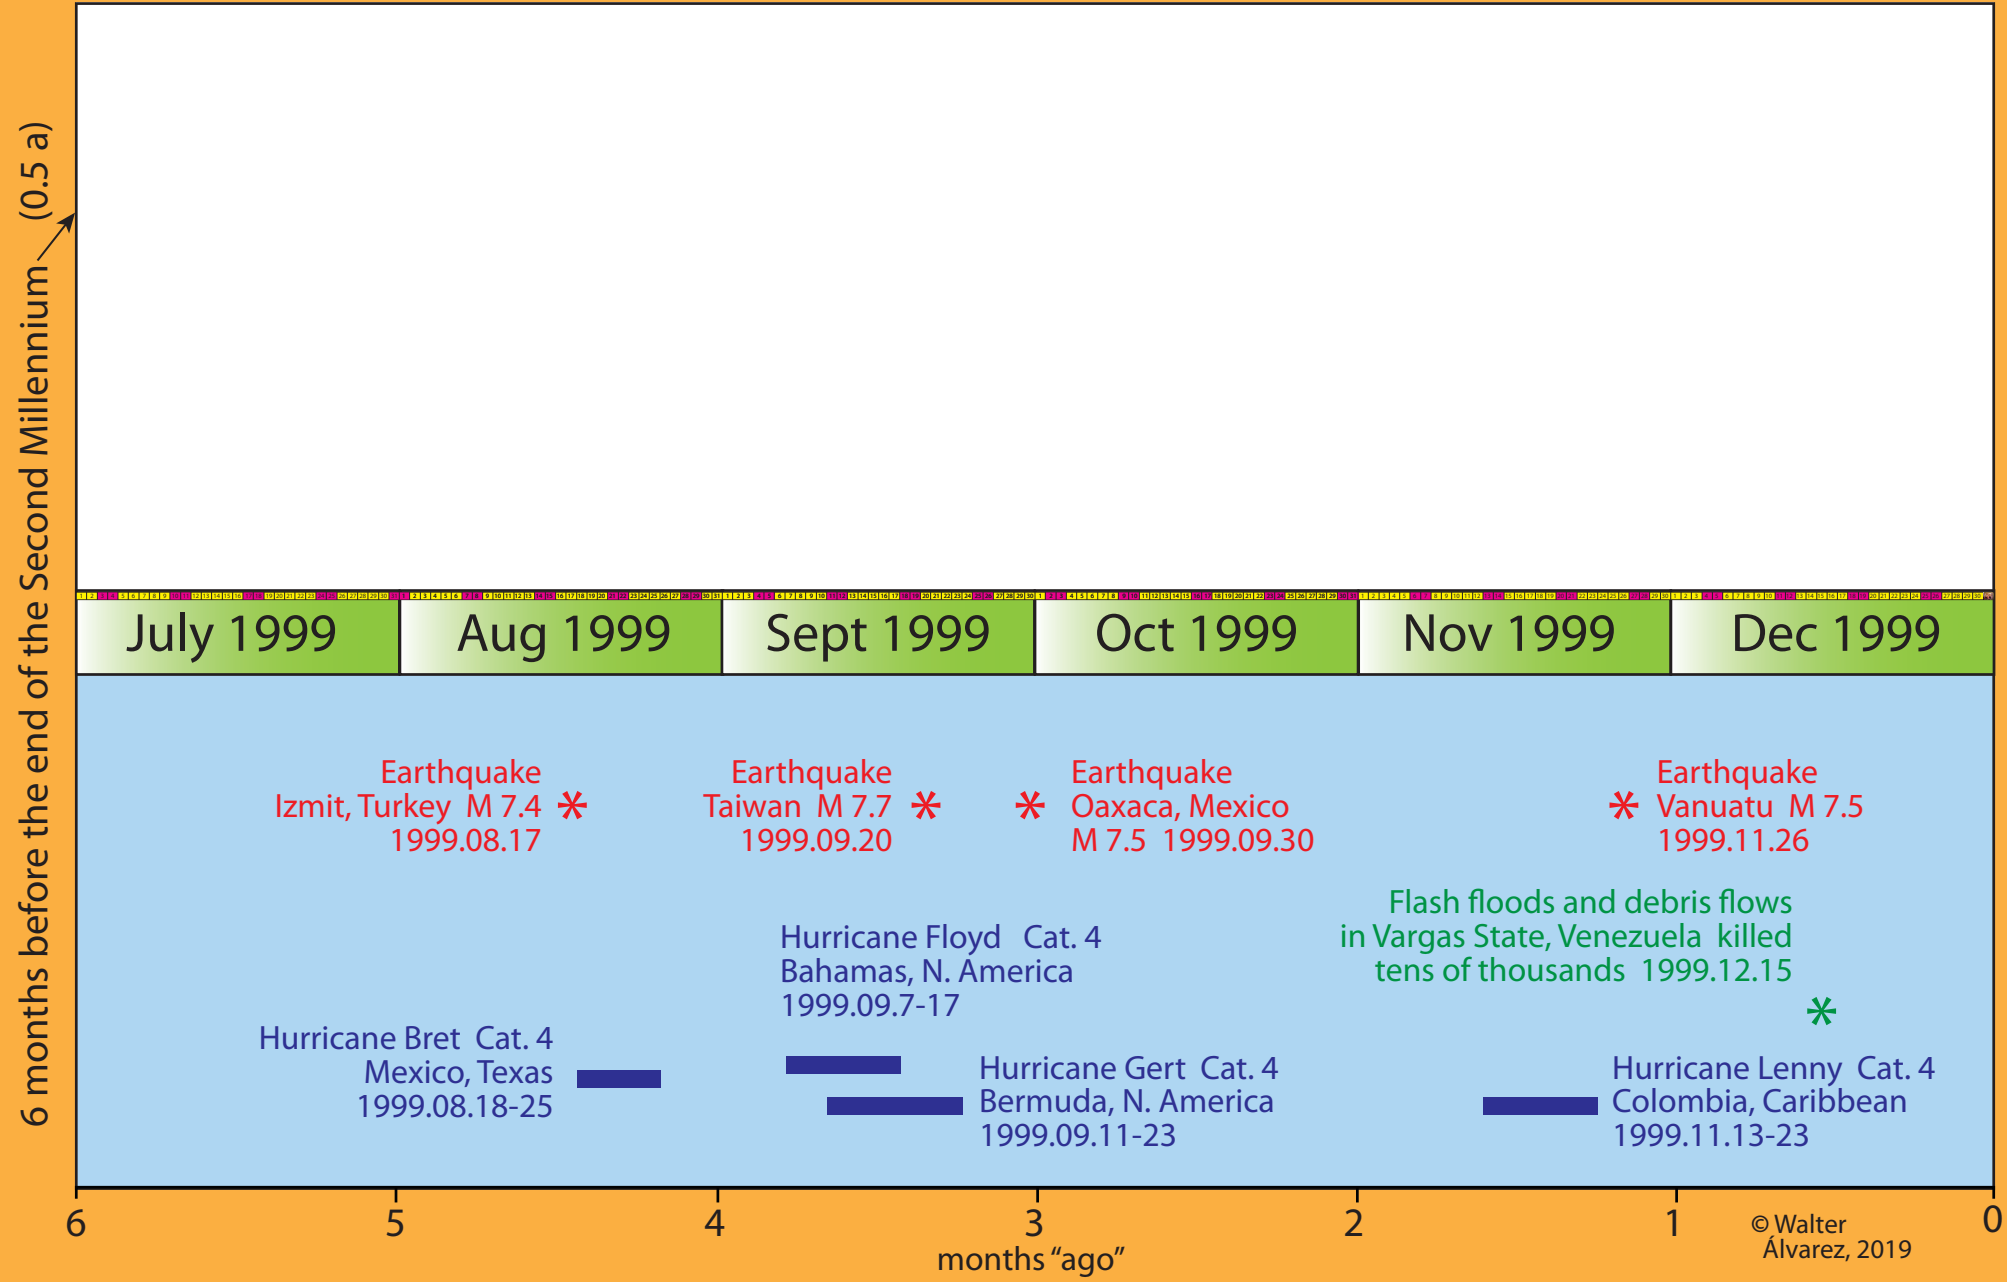 6 months before the end of the Second Millennium (0.5 a)
July 1999
Aug 1999
Sept 1999
Oct 1999
Nov 1999
Dec 1999
Earthquake
Izmit, Turkey M 7.4
1999.08.17
Earthquake
Taiwan M 7.7
1999.09.20
Earthquake
Oaxaca, Mexico
M 7.5 1999.09.30
Earthquake
Vanuatu M 7.5
1999.11.26
Flash floods and debris flows
in Vargas State, Venezuela killed
tens of thousands 1999.12.15
Hurricane Floyd Cat. 4
Bahamas, N. America
1999.09.7-17
Hurricane Bret Cat. 4
Mexico, Texas
1999.08.18-25
Hurricane Gert Cat. 4
Bermuda, N. America
1999.09.11-23
Hurricane Lenny Cat. 4
Colombia, Caribbean
1999.11.13-23
6 5 4 3 2 1 0
months “ago”
© Walter
Álvarez, 2019